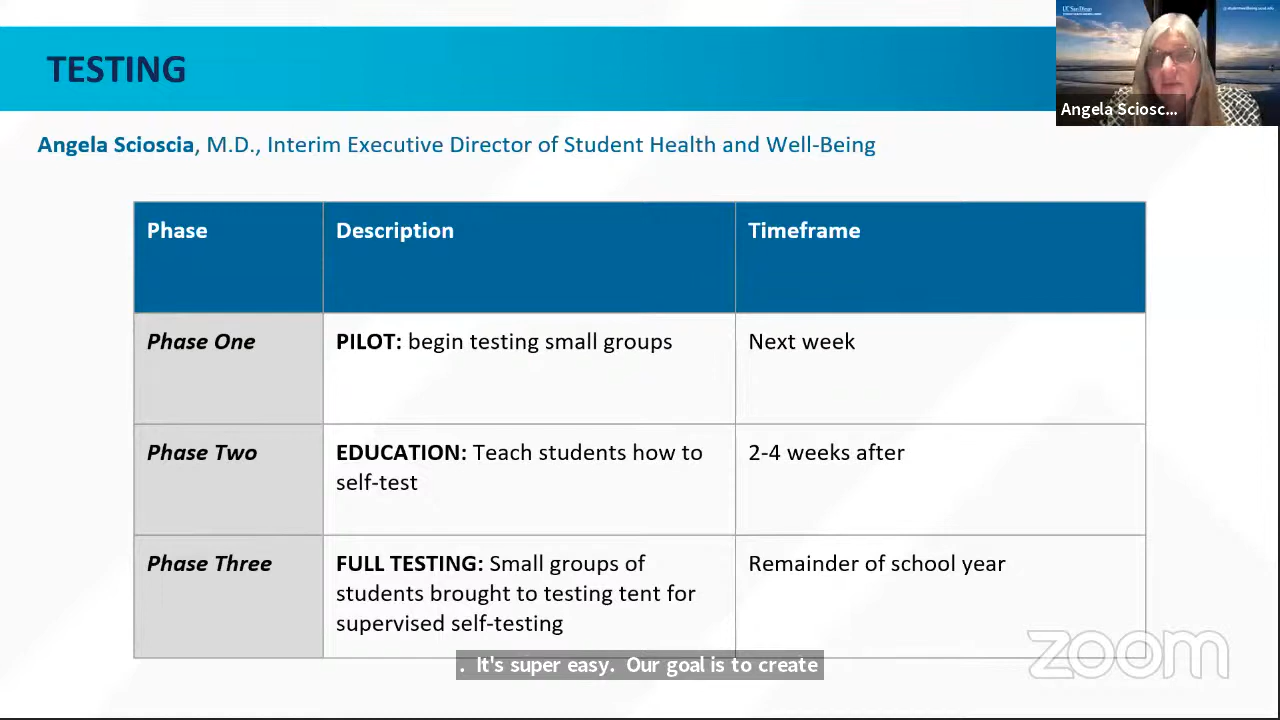 TESTING
UC San Diego
Angela Sciosc...
Angela Scioscia, M.D., Interim Executive Director of Student Health and Well-Being
Phase
Description
Timeframe
Phase One
PILOT: begin testing small groups
Next week
Phase Two
EDUCATION: Teach students how to
self-test
2-4 weeks after
Phase Three
FULL TESTING: Small groups of
students brought to testing tent for
supervised self-testing
Remainder of school year
zoom
. It's super easy. Our goal is to create